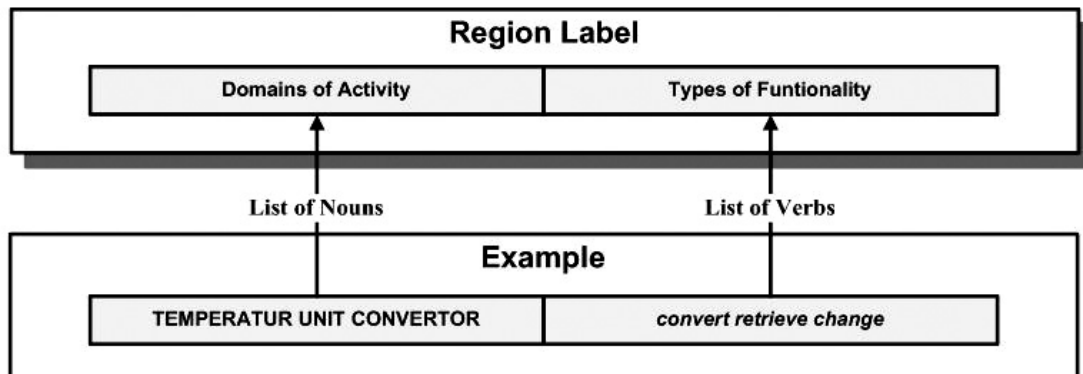 Region Label
Domains of Activity
Types of Funtionality
List of Nouns
List of Verbs
Example
TEMPERATUR UNIT CONVERTOR
convert retrieve change